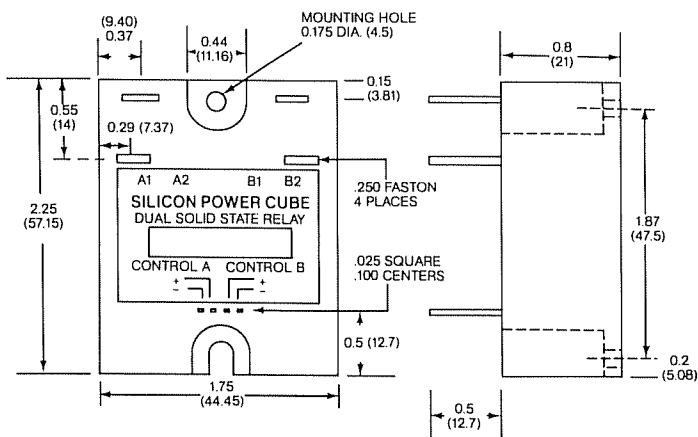 MOUNTING HOLE
0.175 DIA. (4.5)
(9.40)
0.37
0.44
(11.16)
0.8
(21)
0.15
(3.81)
0.55
(14)
0.29 (7.37)
A1 A2 B1 B2
SILICON POWER CUBE
DUAL SOLID STATE RELAY
CONTROL A CONTROL B
+ +
– –
.250 FASTON
4 PLACES
2.25
(57.15)
1.87
(47.5)
.025 SQUARE
.100 CENTERS
0.5 (12.7)
0.2
(5.08)
1.75
(44.45)
0.5
(12.7)